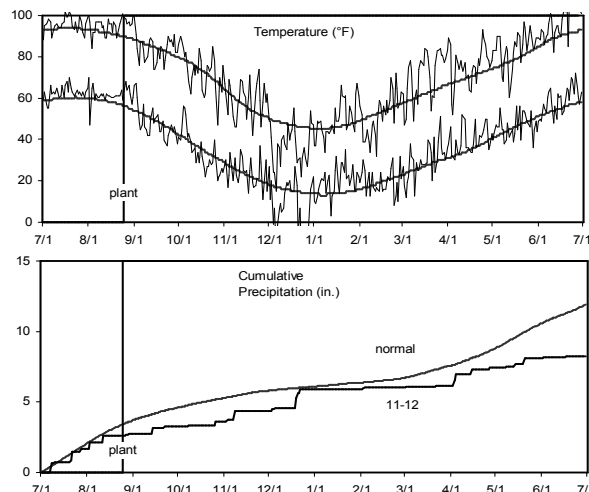 100
Temperature (°F)
80
60
40
20
plant
0
7/1 8/1 9/1 10/1 11/1 12/1 1/1 2/1 3/1 4/1 5/1 6/1 7/1
15
Cumulative
Precipitation (in.)
10
normal
5
11-12
plant
0
7/1 8/1 9/1 10/1 11/1 12/1 1/1 2/1 3/1 4/1 5/1 6/1 7/